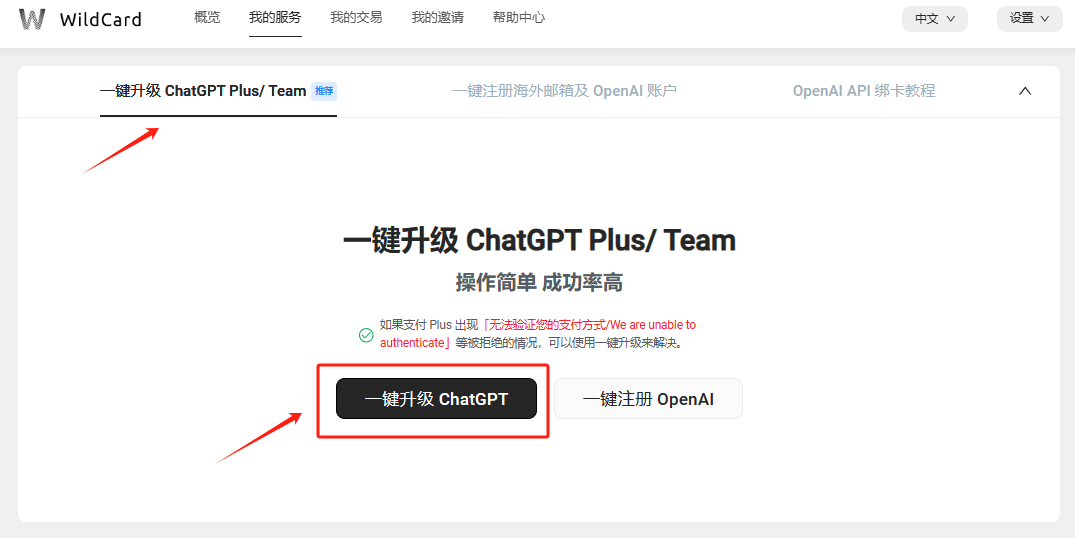 WildCard 概览 我的服务 我的交易 我的邀请 帮助中心 中文 设置
一键升级 ChatGPT Plus/ Team 推荐 一键注册海外邮箱及 OpenAI 账户 OpenAI API 绑卡教程
一键升级 ChatGPT Plus/ Team
操作简单 成功率高
如果支付 Plus 出现「无法验证您的支付方式/We are unable to
authenticate」等被拒绝的情况，可以使用一键升级来解决。
一键升级 ChatGPT 一键注册 OpenAI